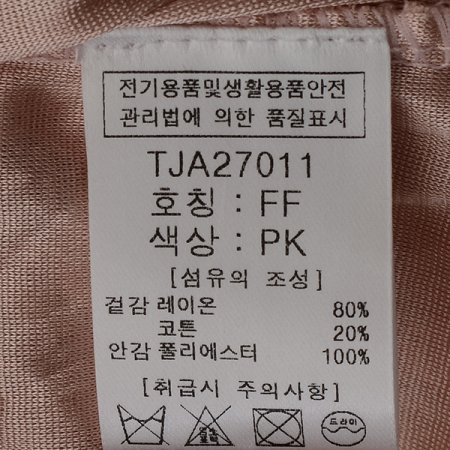 전기용품및생활용품안전
관리법에 의한 품질표시
TJA27011
호칭 : FF
색상 : PK
[섬유의 조성]
겉감 레이온 80%
코튼 20%
안감 폴리에스터 100%
[취급시 주의사항]
드라이